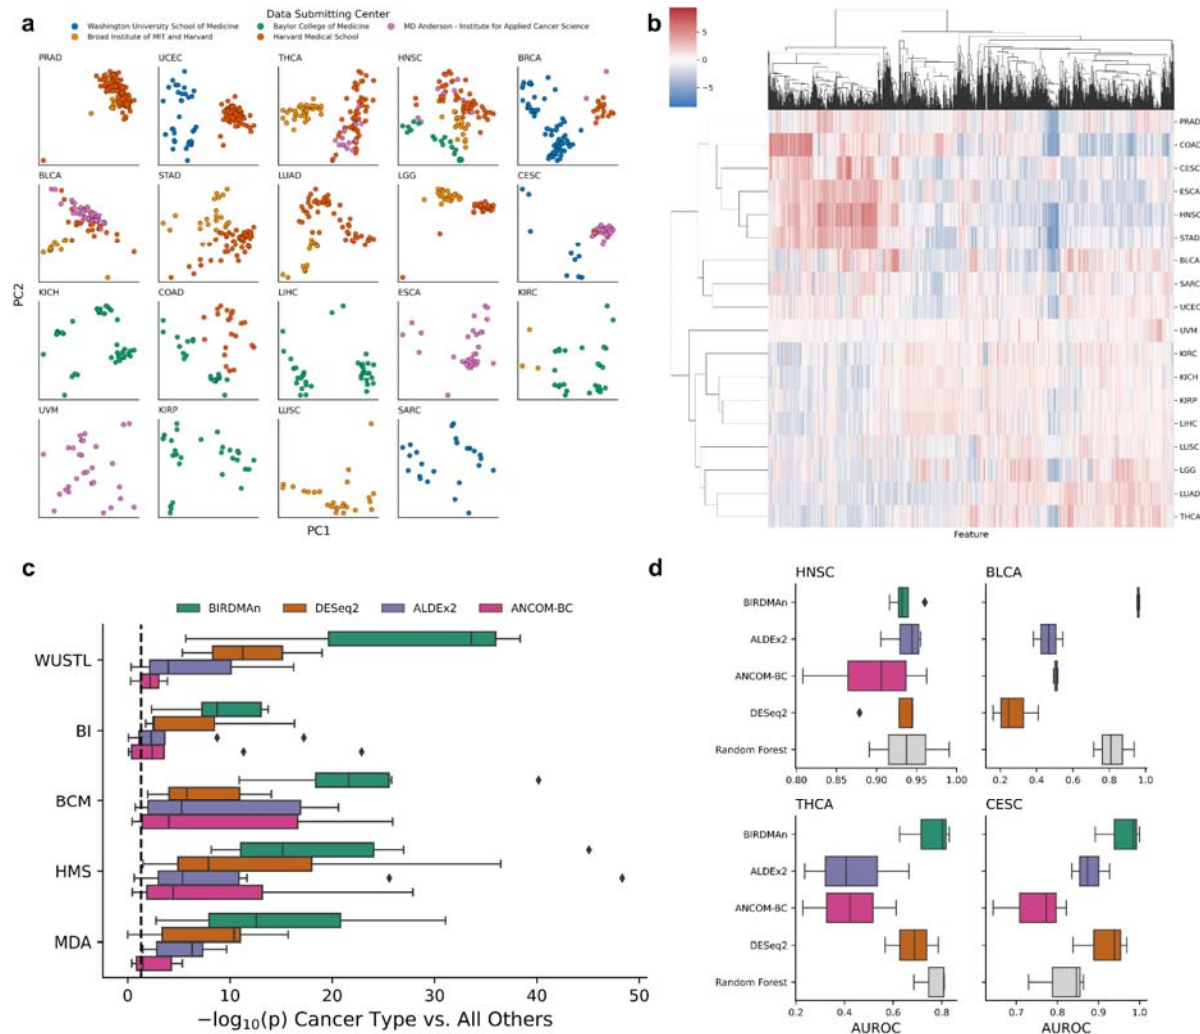 a
Data Submitting Center
Washington University School of Medicine
Baylor College of Medicine
MD Anderson - Institute for Applied Cancer Science
Broad Institute of MIT and Harvard
Harvard Medical School
PRAD
UCEC
THCA
HNSC
BRCA
BLCA
STAD
LUAD
LGG
CESC
KICH
COAD
LIHC
ESCA
KIRC
UVM
KIRP
LUSC
SARC
PC2
PC1
b
5
0
−5
PRAD
COAD
CESC
ESCA
HNSC
STAD
BLCA
SARC
UCEC
UVM
KIRC
KICH
KIRP
LIHC
LUSC
LGG
LUAD
THCA
Feature
c
BIRDMAn
DESeq2
ALDEx2
ANCOM-BC
WUSTL
BI
BCM
HMS
MDA
0 10 20 30 40 50
−log10(p) Cancer Type vs. All Others
d
HNSC
BIRDMAn
ALDEx2
ANCOM-BC
DESeq2
Random Forest
0.80 0.85 0.90 0.95 1.00
BLCA
0.2 0.4 0.6 0.8 1.0
THCA
BIRDMAn
ALDEx2
ANCOM-BC
DESeq2
Random Forest
0.2 0.4 0.6 0.8
AUROC
CESC
0.7 0.8 0.9 1.0
AUROC